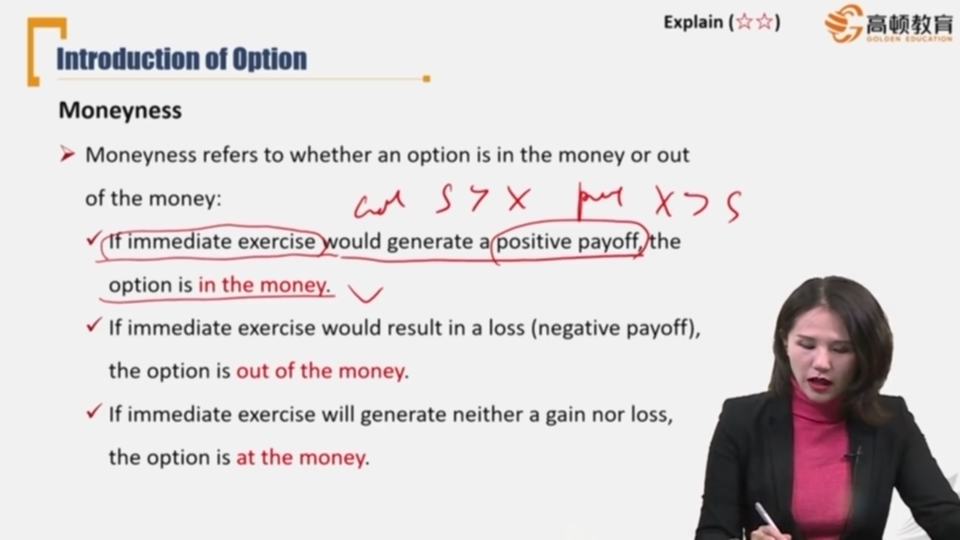 Explain (☆☆)
高顿教育
GOLDEN EDUCATION
Introduction of Option
Moneyness
Moneyness refers to whether an option is in the money or out
of the money:
call S > X put X > S
If immediate exercise would generate a positive payoff, the
option is in the money.
If immediate exercise would result in a loss (negative payoff),
the option is out of the money.
If immediate exercise will generate neither a gain nor loss,
the option is at the money.